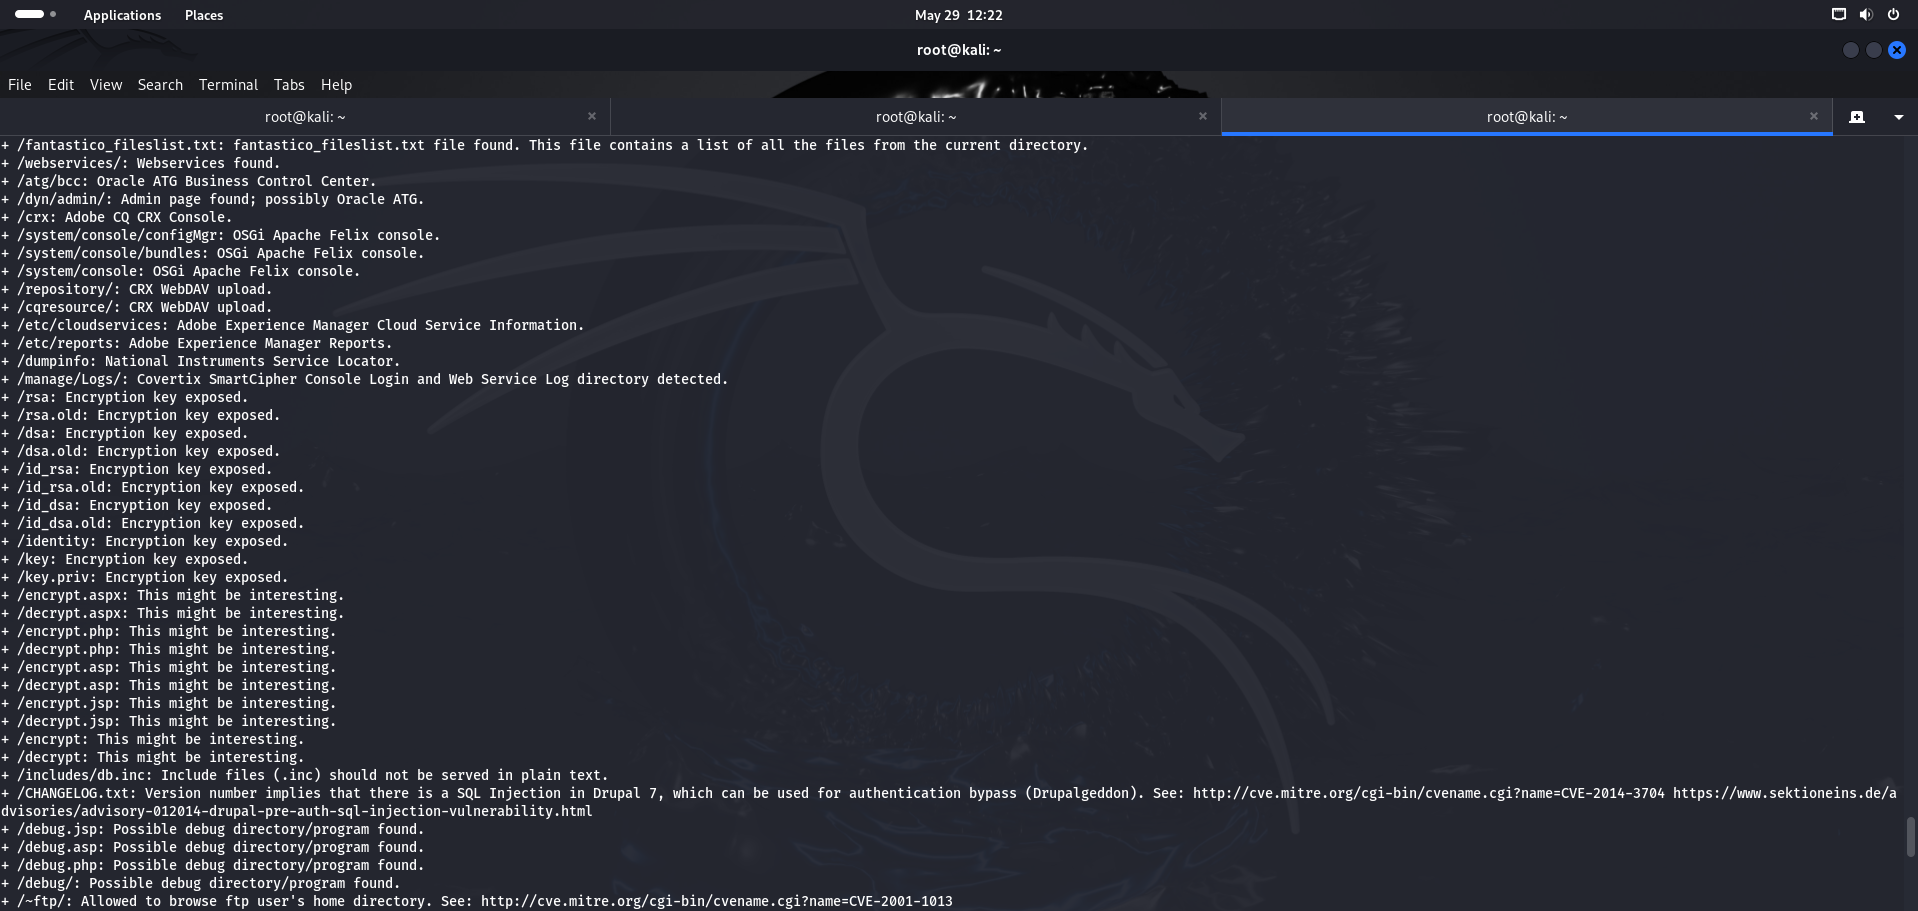 Applications Places May 29 12:22
root@kali: ~
File Edit View Search Terminal Tabs Help
root@kali: ~ × root@kali: ~ × root@kali: ~ ×
+ /fantastico_fileslist.txt: fantastico_fileslist.txt file found. This file contains a list of all the files from the current directory.
+ /webservices/: Webservices found.
+ /atg/bcc: Oracle ATG Business Control Center.
+ /dyn/admin/: Admin page found; possibly Oracle ATG.
+ /crx: Adobe CQ CRX Console.
+ /system/console/configMgr: OSGi Apache Felix console.
+ /system/console/bundles: OSGi Apache Felix console.
+ /system/console: OSGi Apache Felix console.
+ /repository/: CRX WebDAV upload.
+ /cqresource/: CRX WebDAV upload.
+ /etc/cloudservices: Adobe Experience Manager Cloud Service Information.
+ /etc/reports: Adobe Experience Manager Reports.
+ /dumpinfo: National Instruments Service Locator.
+ /manage/Logs/: Covertix SmartCipher Console Login and Web Service Log directory detected.
+ /rsa: Encryption key exposed.
+ /rsa.old: Encryption key exposed.
+ /dsa: Encryption key exposed.
+ /dsa.old: Encryption key exposed.
+ /id_rsa: Encryption key exposed.
+ /id_rsa.old: Encryption key exposed.
+ /id_dsa: Encryption key exposed.
+ /id_dsa.old: Encryption key exposed.
+ /identity: Encryption key exposed.
+ /key: Encryption key exposed.
+ /key.priv: Encryption key exposed.
+ /encrypt.aspx: This might be interesting.
+ /decrypt.aspx: This might be interesting.
+ /encrypt.php: This might be interesting.
+ /decrypt.php: This might be interesting.
+ /encrypt.asp: This might be interesting.
+ /decrypt.asp: This might be interesting.
+ /encrypt.jsp: This might be interesting.
+ /decrypt.jsp: This might be interesting.
+ /encrypt: This might be interesting.
+ /decrypt: This might be interesting.
+ /includes/db.inc: Include files (.inc) should not be served in plain text.
+ /CHANGELOG.txt: Version number implies that there is a SQL Injection in Drupal 7, which can be used for authentication bypass (Drupalgeddon). See: http://cve.mitre.org/cgi-bin/cvename.cgi?name=CVE-2014-3704 https://www.sektioneins.de/a
dvisories/advisory-012014-drupal-pre-auth-sql-injection-vulnerability.html
+ /debug.jsp: Possible debug directory/program found.
+ /debug.asp: Possible debug directory/program found.
+ /debug.php: Possible debug directory/program found.
+ /debug/: Possible debug directory/program found.
+ /~ftp/: Allowed to browse ftp user's home directory. See: http://cve.mitre.org/cgi-bin/cvename.cgi?name=CVE-2001-1013